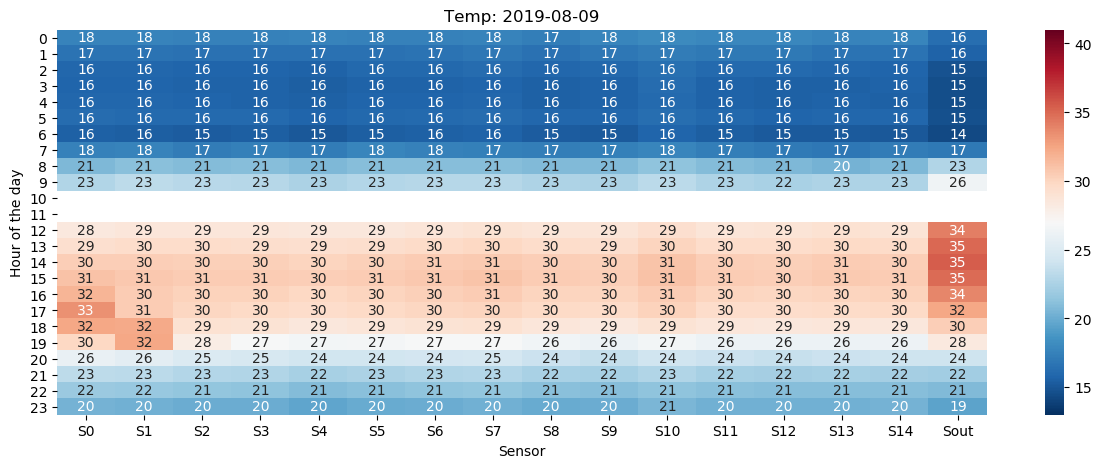 Temp: 2019-08-09
0 18 18 18 18 18 18 18 18 17 18 18 18 18 18 18 16
1 17 17 17 17 17 17 17 17 17 17 17 17 17 17 17 16
2 16 16 16 16 16 16 16 16 16 16 16 16 16 16 16 15
3 16 16 16 16 16 16 16 16 16 16 16 16 16 16 16 15
4 16 16 16 16 16 16 16 16 16 16 16 16 16 16 16 15
5 16 16 16 16 16 16 16 16 16 16 16 16 16 16 16 15
6 16 16 15 15 15 15 16 16 15 15 16 15 15 15 15 14
7 18 18 17 17 17 18 18 17 17 17 18 17 17 17 17 17
8 21 21 21 21 21 21 21 21 21 21 21 21 21 20 21 23
9 23 23 23 23 23 23 23 23 23 23 23 23 22 23 23 26
10
11
12 28 29 29 29 29 29 29 29 29 29 29 29 29 29 29 34
13 29 30 30 29 29 29 30 30 30 29 30 30 30 30 29 35
14 30 30 30 30 30 30 31 31 30 30 31 30 30 31 30 35
15 31 31 31 31 30 31 31 31 30 30 31 31 30 31 31 35
16 32 30 30 30 30 30 30 31 30 30 31 30 30 30 30 34
17 33 31 30 30 30 30 30 30 30 30 30 30 30 30 30 32
18 32 32 29 29 29 29 29 29 29 29 29 29 29 29 29 30
19 30 32 28 27 27 27 27 27 26 26 27 26 26 26 26 28
20 26 26 25 25 24 24 24 25 24 24 24 24 24 24 24 24
21 23 23 23 23 22 23 23 23 22 22 23 22 22 22 22 22
22 22 22 21 21 21 21 21 21 21 21 21 21 21 21 21 21
23 20 20 20 20 20 20 20 20 20 20 21 20 20 20 20 19
S0 S1 S2 S3 S4 S5 S6 S7 S8 S9 S10 S11 S12 S13 S14 Sout
Sensor
Hour of the day
40
35
30
25
20
15